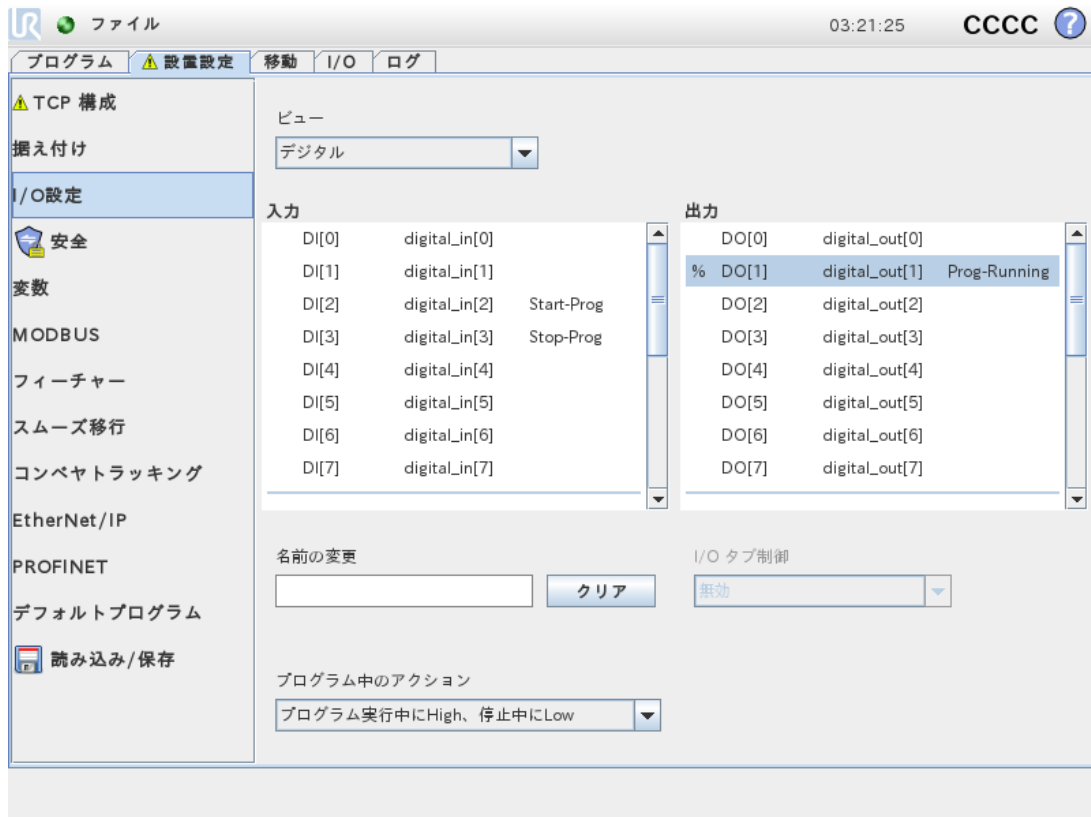 UR ファイル 03:21:25 CCCC ?
プログラム 設置設定 移動 I/O ログ
TCP 構成
据え付け
I/O設定
安全
変数
MODBUS
フィーチャー
スムーズ移行
コンベヤトラッキング
EtherNet/IP
PROFINET
デフォルトプログラム
読み込み/保存
ビュー
デジタル
入力
DI[0] digital_in[0]
DI[1] digital_in[1]
DI[2] digital_in[2] Start-Prog
DI[3] digital_in[3] Stop-Prog
DI[4] digital_in[4]
DI[5] digital_in[5]
DI[6] digital_in[6]
DI[7] digital_in[7]
出力
DO[0] digital_out[0]
% DO[1] digital_out[1] Prog-Running
DO[2] digital_out[2]
DO[3] digital_out[3]
DO[4] digital_out[4]
DO[5] digital_out[5]
DO[6] digital_out[6]
DO[7] digital_out[7]
名前の変更
クリア
I/O タブ制御
無効
プログラム中のアクション
プログラム実行中にHigh、停止中にLow